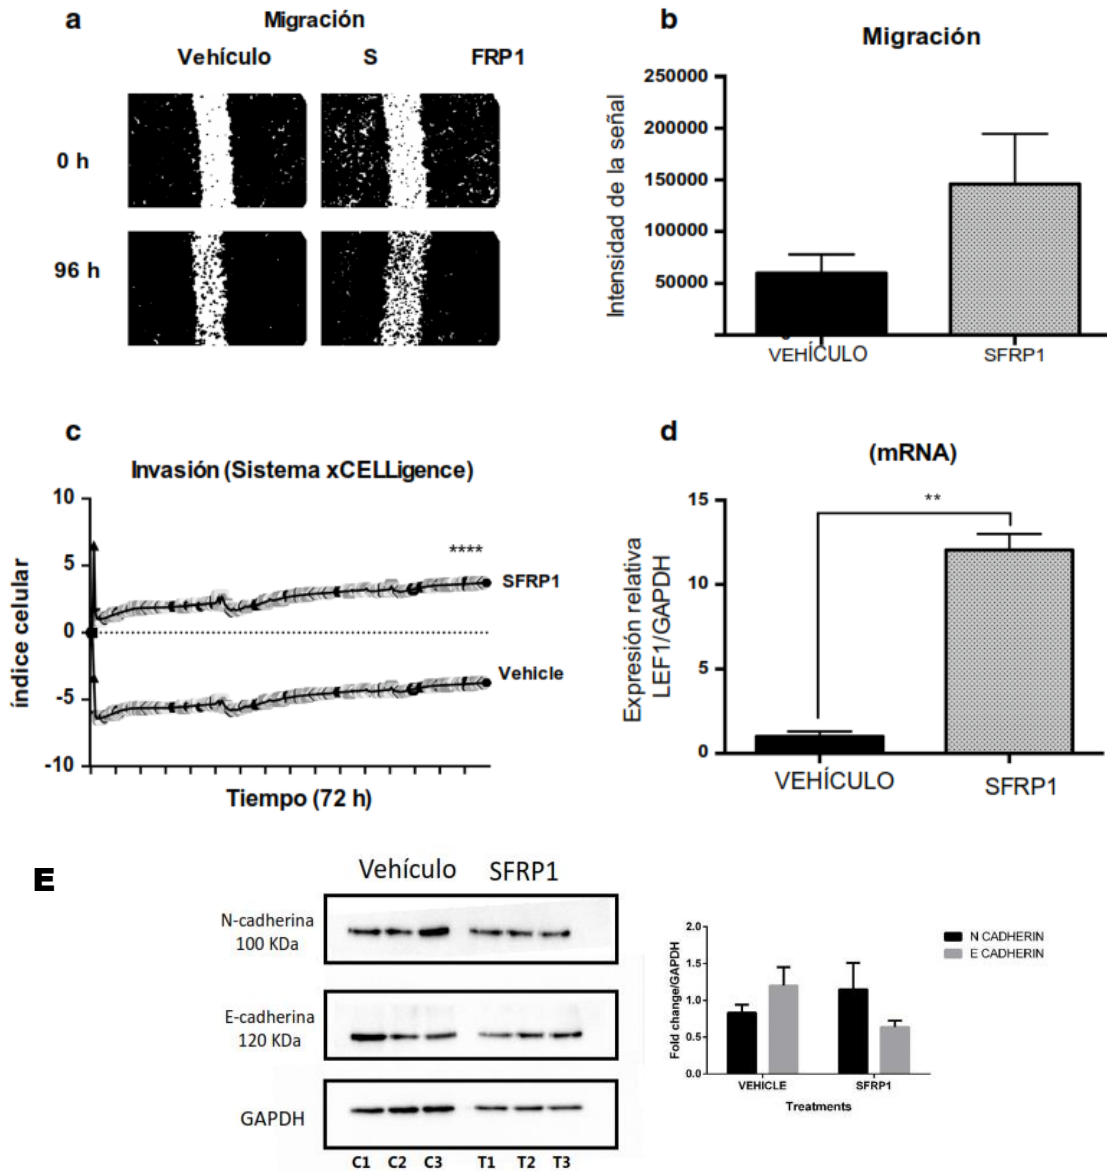 a
Migración
Vehículo S FRP1
0 h
96 h
b
Migración
Intensidad de la señal
250000
200000
150000
100000
50000
VEHÍCULO SFRP1
c
Invasión (Sistema xCELLigence)
índice celular
10
5
0
-5
-10
****
SFRP1
Vehicle
Tiempo (72 h)
d
(mRNA)
Expresión relativa
LEF1/GAPDH
15
10
5
0
**
VEHÍCULO SFRP1
E
Vehículo SFRP1
N-cadherina
100 KDa
E-cadherina
120 KDa
GAPDH
C1 C2 C3 T1 T2 T3
Fold change/GAPDH
2.0
1.5
1.0
0.5
0.0
N CADHERIN
E CADHERIN
VEHICLE SFRP1
Treatments